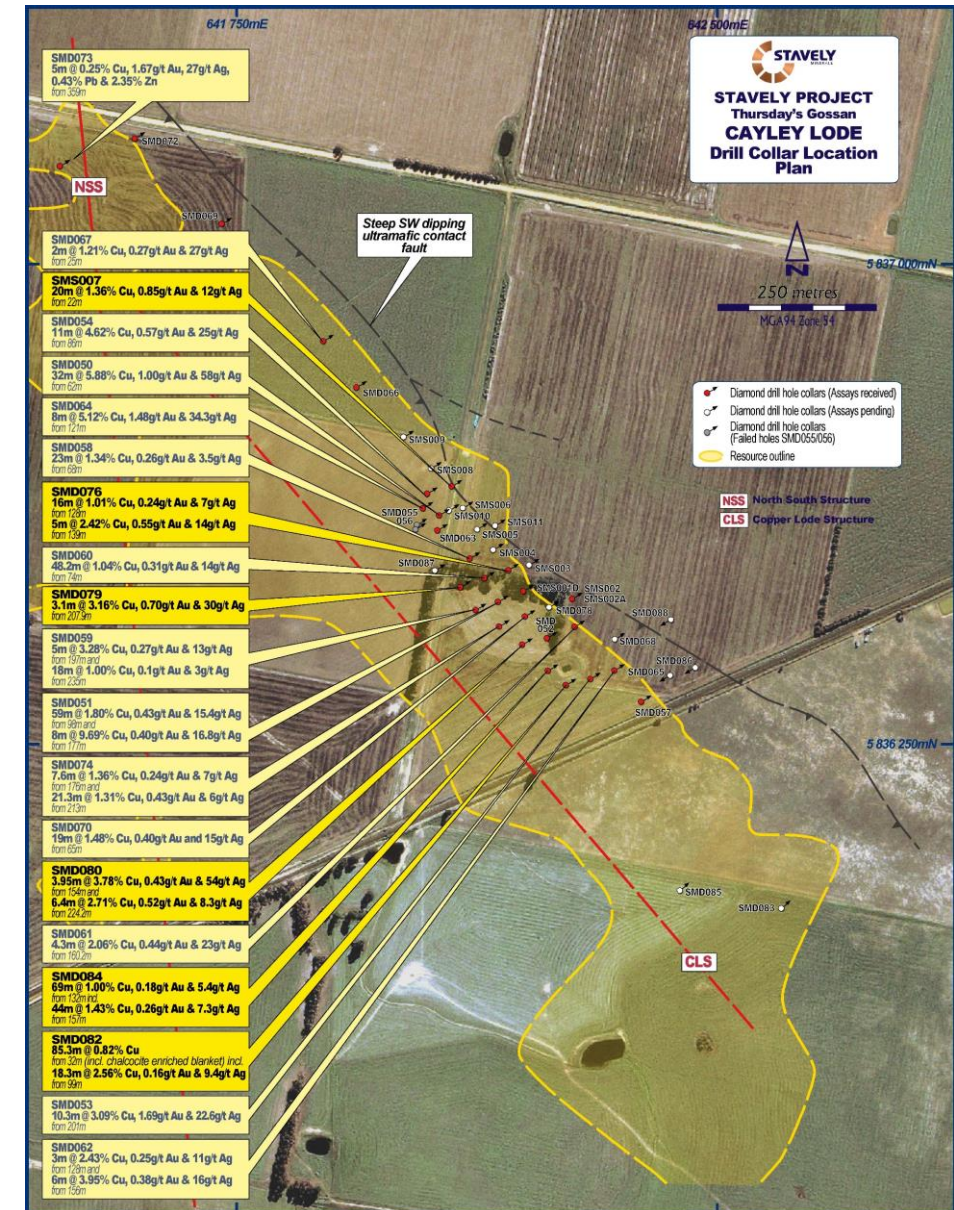 641 750mE
642 500mE
STAVELY
STAVELY PROJECT
Thursday's Gossan
CAYLEY LODE
Drill Collar Location
Plan
N
250 metres
MGA94 Zone 54
5 837 000mN
5 836 250mN
Diamond drill hole collars (Assays received)
Diamond drill hole collars (Assays pending)
Diamond drill hole collars
(Failed holes SMD055/056)
Resource outline
NSS North South Structure
CLS Copper Lode Structure
Steep SW dipping
ultramafic contact
fault
SMD073
5m @ 0.25% Cu, 1.67g/t Au, 27g/t Ag,
0.43% Pb & 2.35% Zn
from 359m
SMD072
NSS
SMD069
SMD067
2m @ 1.21% Cu, 0.27g/t Au & 27g/t Ag
from 25m
SMS007
20m @ 1.36% Cu, 0.85g/t Au & 12g/t Ag
from 22m
SMD054
11m @ 4.62% Cu, 0.57g/t Au & 25g/t Ag
from 86m
SMD050
32m @ 5.88% Cu, 1.00g/t Au & 58g/t Ag
from 62m
SMD064
8m @ 5.12% Cu, 1.48g/t Au & 34.3g/t Ag
from 121m
SMD058
23m @ 1.34% Cu, 0.26g/t Au & 3.5g/t Ag
from 68m
SMD076
16m @ 1.01% Cu, 0.24g/t Au & 7g/t Ag
from 128m
5m @ 2.42% Cu, 0.55g/t Au & 14g/t Ag
from 139m
SMD060
48.2m @ 1.04% Cu, 0.31g/t Au & 14g/t Ag
from 74m
SMD079
3.1m @ 3.16% Cu, 0.70g/t Au & 30g/t Ag
from 207.9m
SMD059
5m @ 3.28% Cu, 0.27g/t Au & 13g/t Ag
from 197m and
18m @ 1.00% Cu, 0.1g/t Au & 3g/t Ag
from 235m
SMD051
59m @ 1.80% Cu, 0.43g/t Au & 15.4g/t Ag
from 98m and
8m @ 9.69% Cu, 0.40g/t Au & 16.8g/t Ag
from 177m
SMD074
7.6m @ 1.36% Cu, 0.24g/t Au & 7g/t Ag
from 176m and
21.3m @ 1.31% Cu, 0.43g/t Au & 6g/t Ag
from 213m
SMD070
19m @ 1.48% Cu, 0.40g/t Au and 15g/t Ag
from 65m
SMD080
3.95m @ 3.78% Cu, 0.43g/t Au & 54g/t Ag
from 154m and
6.4m @ 2.71% Cu, 0.52g/t Au & 8.3g/t Ag
from 224.2m
SMD061
4.3m @ 2.06% Cu, 0.44g/t Au & 23g/t Ag
from 160.2m
SMD084
69m @ 1.00% Cu, 0.18g/t Au & 5.4g/t Ag
from 132m incl.
44m @ 1.43% Cu, 0.26g/t Au & 7.3g/t Ag
from 157m
SMD082
85.3m @ 0.82% Cu
from 32m (incl. chalcocite enriched blanket) incl.
18.3m @ 2.56% Cu, 0.16g/t Au & 9.4g/t Ag
from 99m
SMD053
10.3m @ 3.09% Cu, 1.69g/t Au & 22.6g/t Ag
from 201m
SMD062
3m @ 2.43% Cu, 0.25g/t Au & 11g/t Ag
from 128m and
6m @ 3.95% Cu, 0.38g/t Au & 16g/t Ag
from 156m
SMD066
SMS009
SMS008
SMD055
056
SMS006
SMS010
SMS011
SMD063
SMS005
SMS004
SMD087
SMS003
SMS001D
SMS002
SMS002A
SMD078
SMD
052
SMD088
SMD068
SMD065
SMD086
SMD057
SMD085
SMD083
CLS